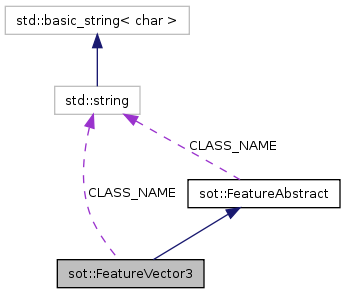 std::basic_string< char >
std::string
CLASS_NAME
sot::FeatureAbstract
CLASS_NAME
sot::FeatureVector3